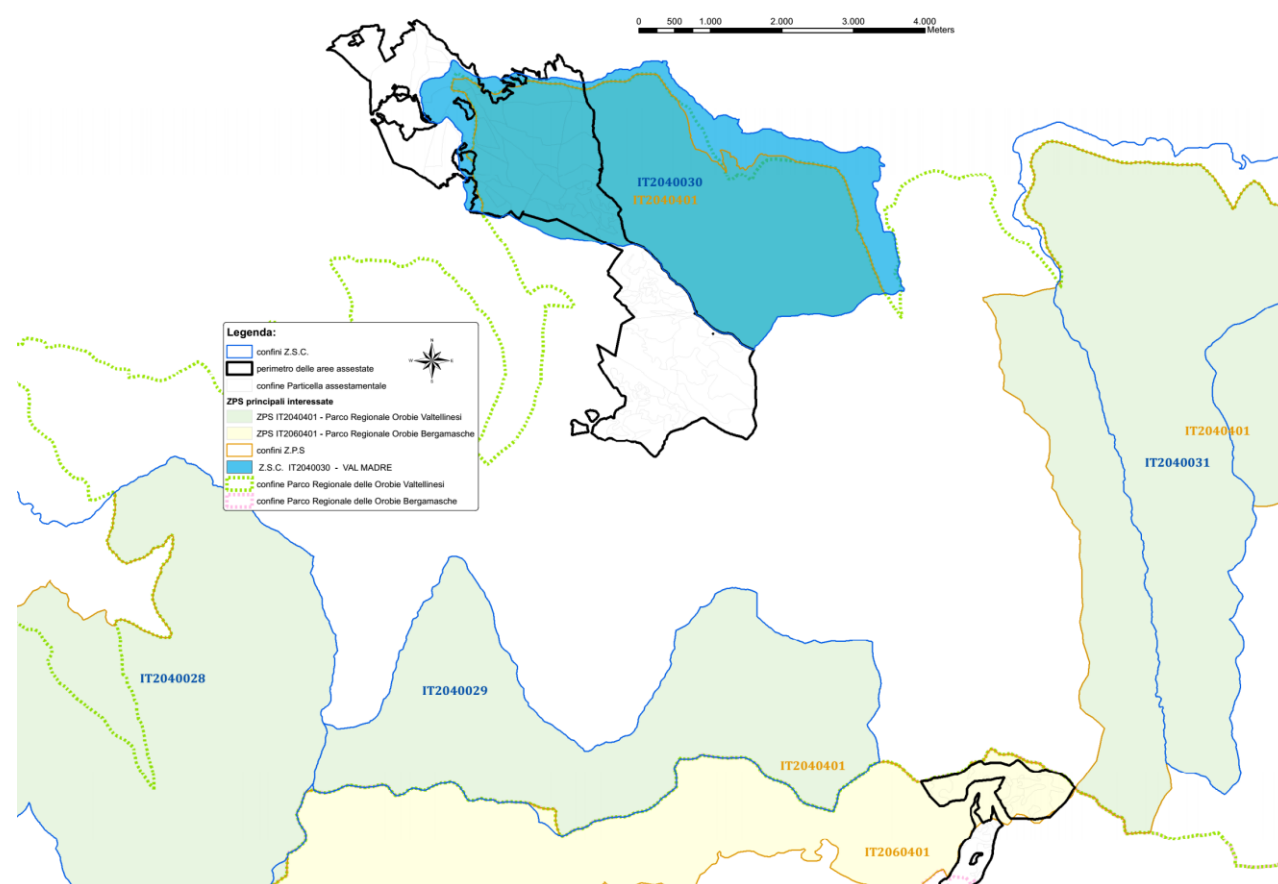 0 500 1.000 2.000 3.000 4.000
Meters
IT2040030
IT2040401
Legenda:
confini Z.S.C.
perimetro delle aree assestate
confine Particella assestamentale
ZPS principali interessate
ZPS IT2040401 - Parco Regionale Orobie Valtellinesi
ZPS IT2060401 - Parco Regionale Orobie Bergamasche
confini Z.P.S
Z.S.C. IT2040030 - VAL MADRE
confine Parco Regionale delle Orobie Valtellinesi
confine Parco Regionale delle Orobie Bergamasche
N
W E
S
IT2040401
IT2040031
IT2040028
IT2040029
IT2040401
IT2060401